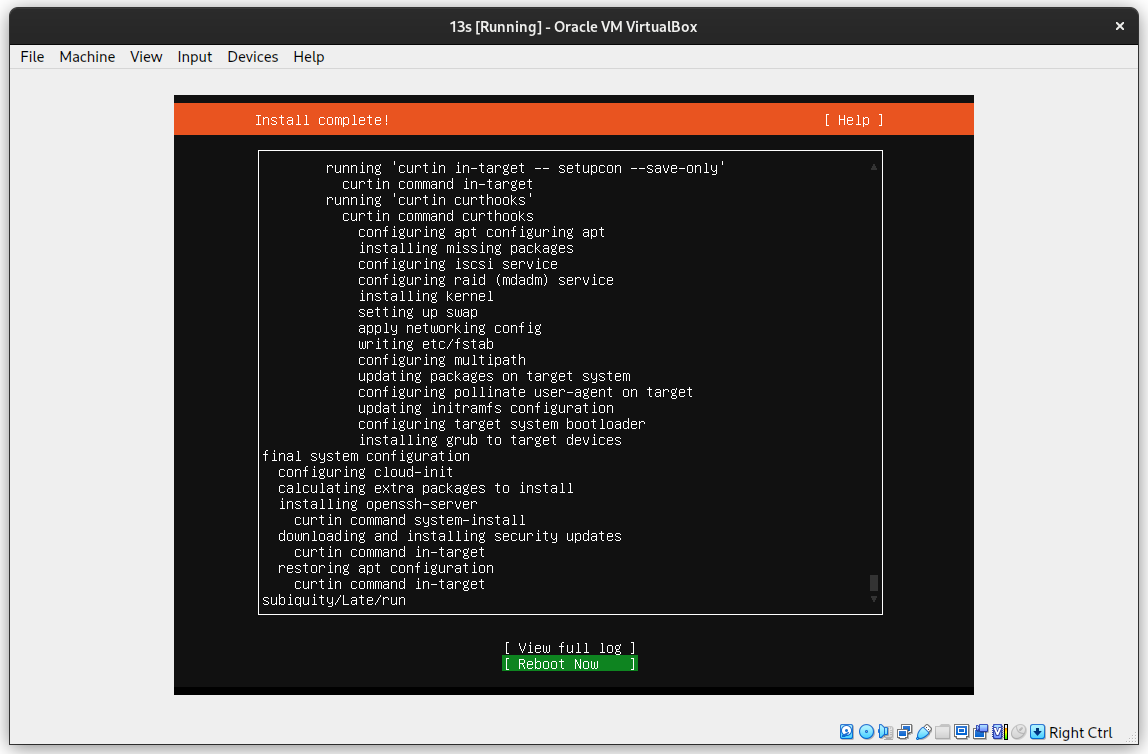 13s [Running] - Oracle VM VirtualBox
File Machine View Input Devices Help
Install complete! [ Help ]
running 'curtin in-target -- setupcon --save-only'
curtin command in-target
running 'curtin curthooks'
curtin command curthooks
configuring apt configuring apt
installing missing packages
configuring iscsi service
configuring raid (mdadm) service
installing kernel
setting up swap
apply networking config
writing etc/fstab
configuring multipath
updating packages on target system
configuring pollinate user-agent on target
updating initramfs configuration
configuring target system bootloader
installing grub to target devices
final system configuration
configuring cloud-init
calculating extra packages to install
installing openssh-server
curtin command system-install
downloading and installing security updates
curtin command in-target
restoring apt configuration
curtin command in-target
subiquity/Late/run
[ View full log ]
[ Reboot Now ]
Right Ctrl